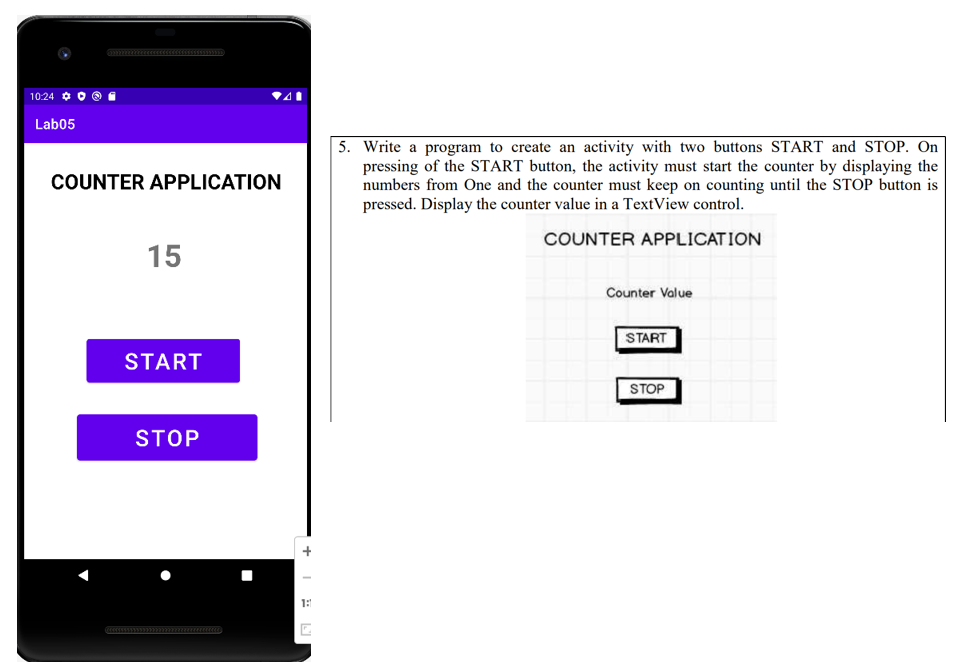 10:24
Lab05
COUNTER APPLICATION
15
START
STOP
5. Write a program to create an activity with two buttons START and STOP. On
pressing of the START button, the activity must start the counter by displaying the
numbers from One and the counter must keep on counting until the STOP button is
pressed. Display the counter value in a TextView control.
COUNTER APPLICATION
Counter Value
START
STOP